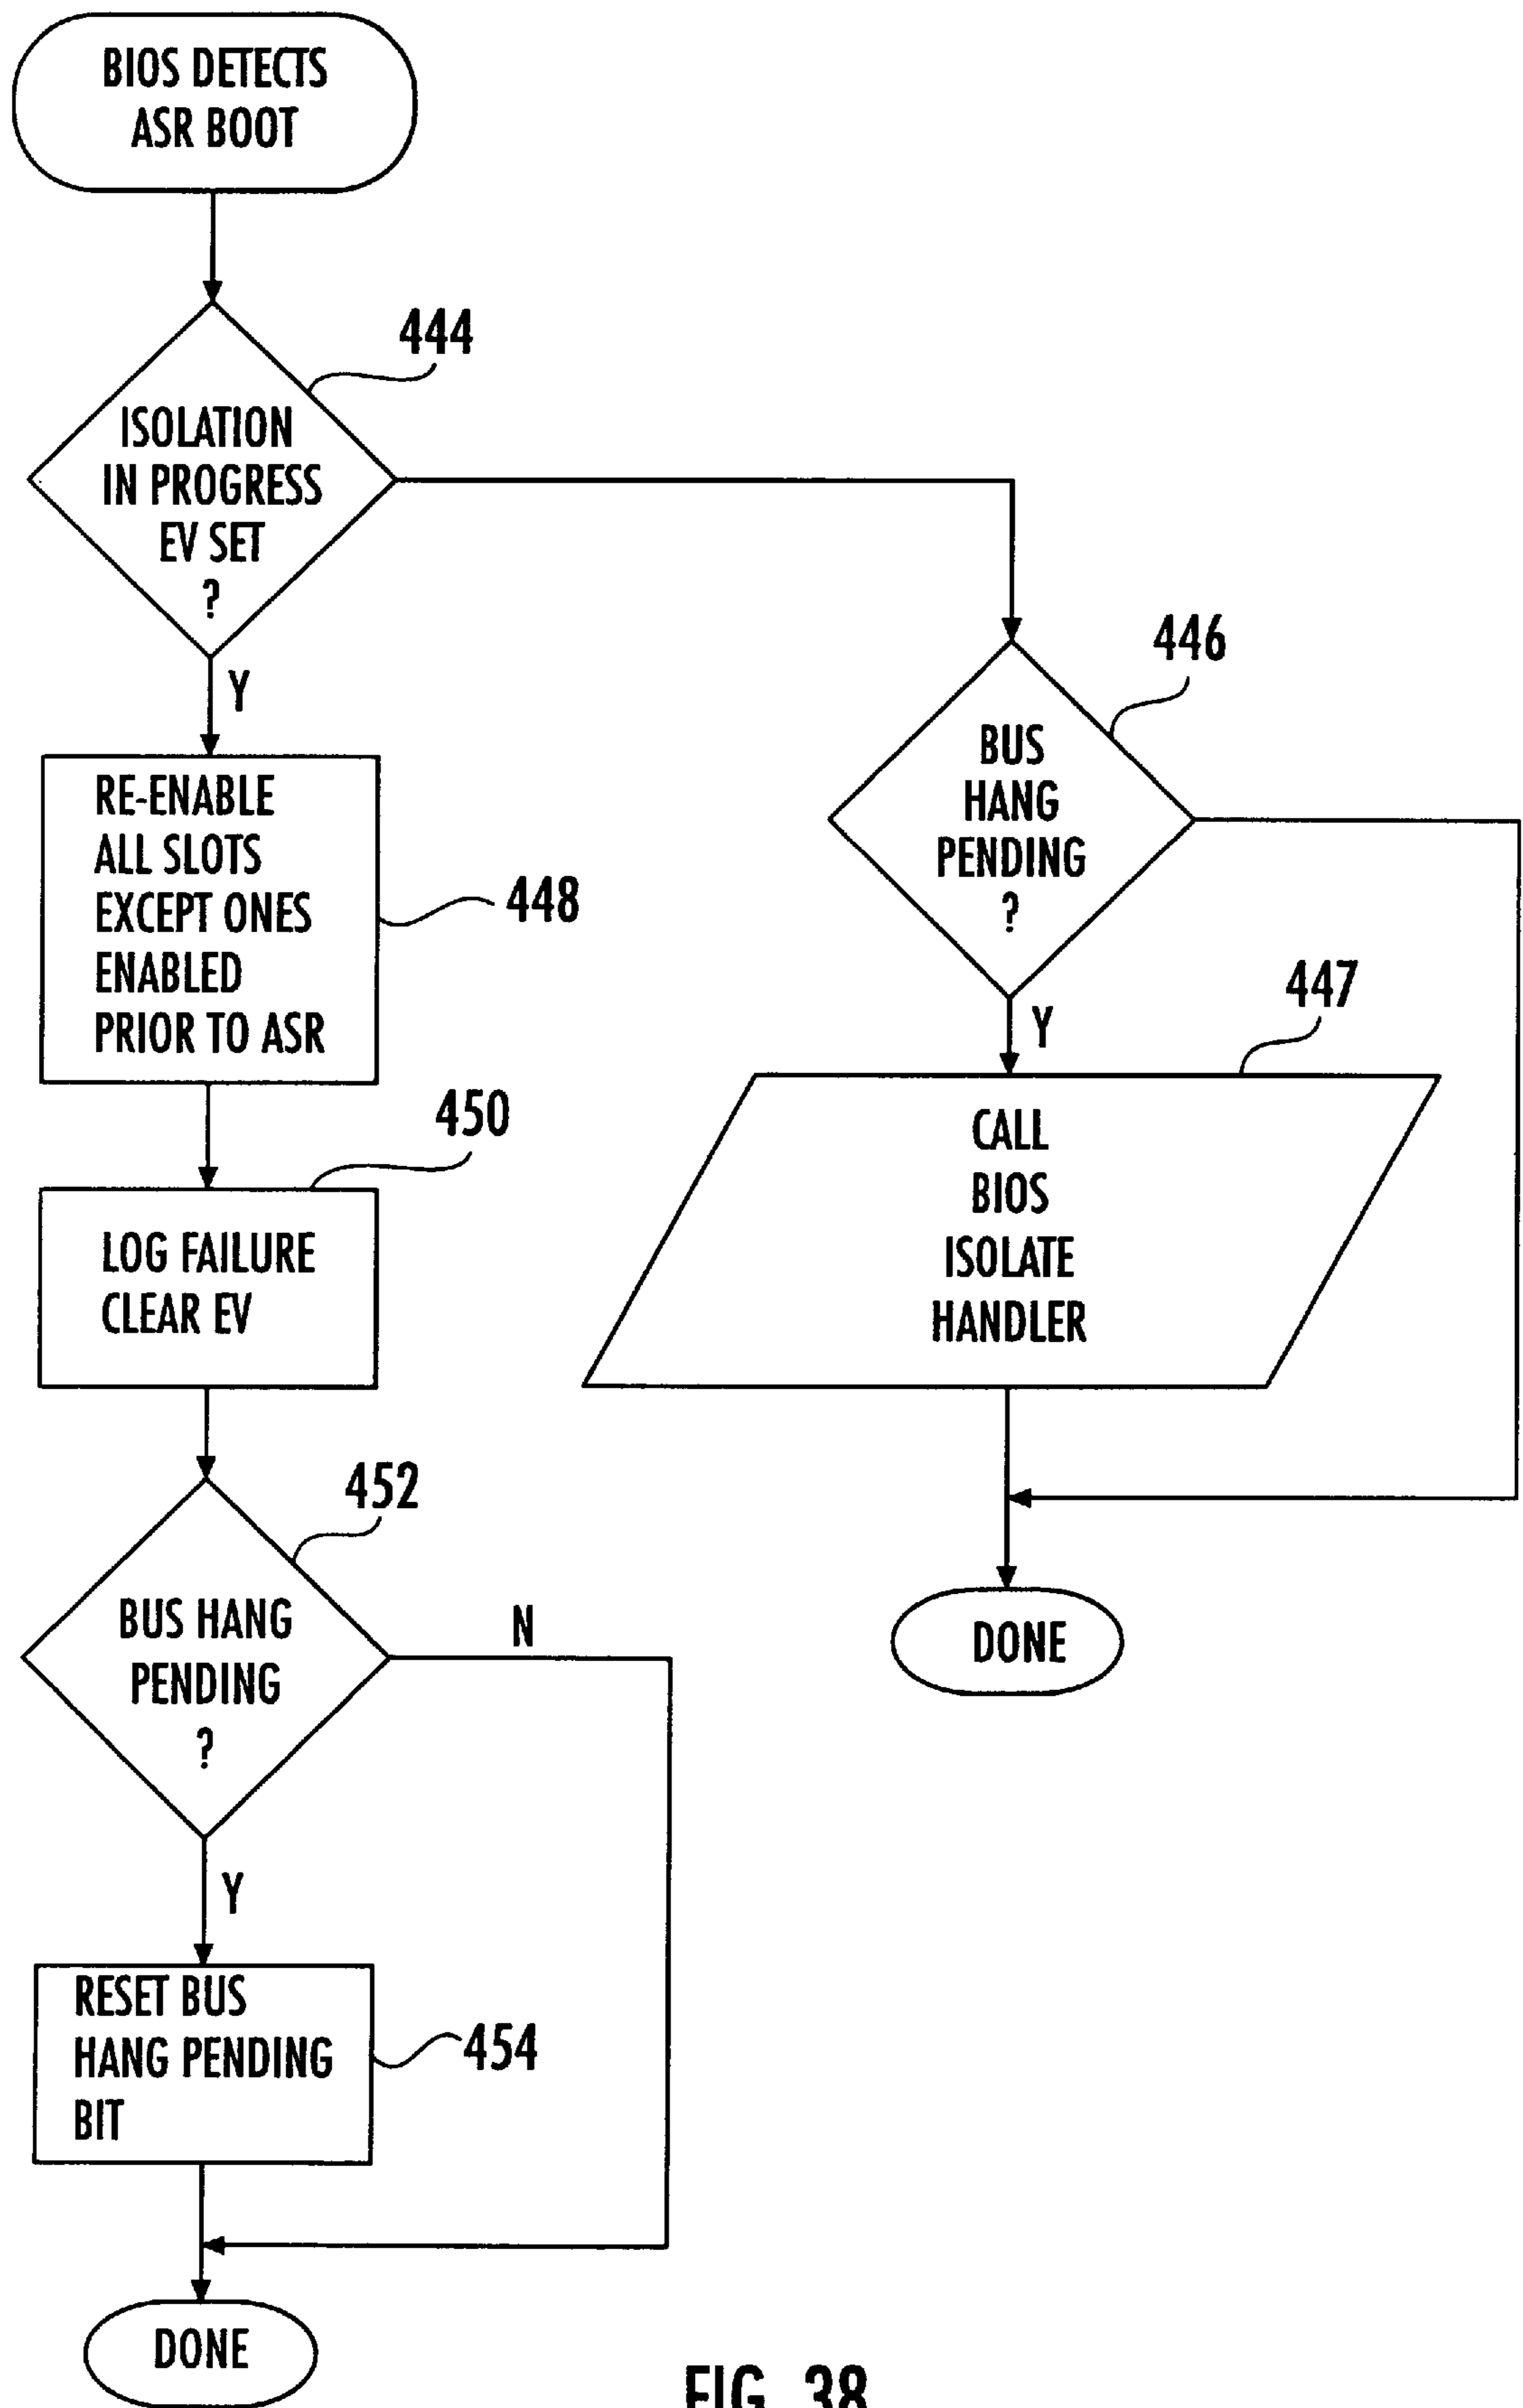 BIOS DETECTS
ASR BOOT
444
ISOLATION
IN PROGRESS
EV SET
?
Y
RE-ENABLE
ALL SLOTS
EXCEPT ONES
ENABLED
PRIOR TO ASR
448
450
LOG FAILURE
CLEAR EV
452
BUS HANG
PENDING
?
N
Y
RESET BUS
HANG PENDING
BIT
454
DONE
446
BUS
HANG
PENDING
?
Y
447
CALL
BIOS
ISOLATE
HANDLER
DONE
FIG. 38